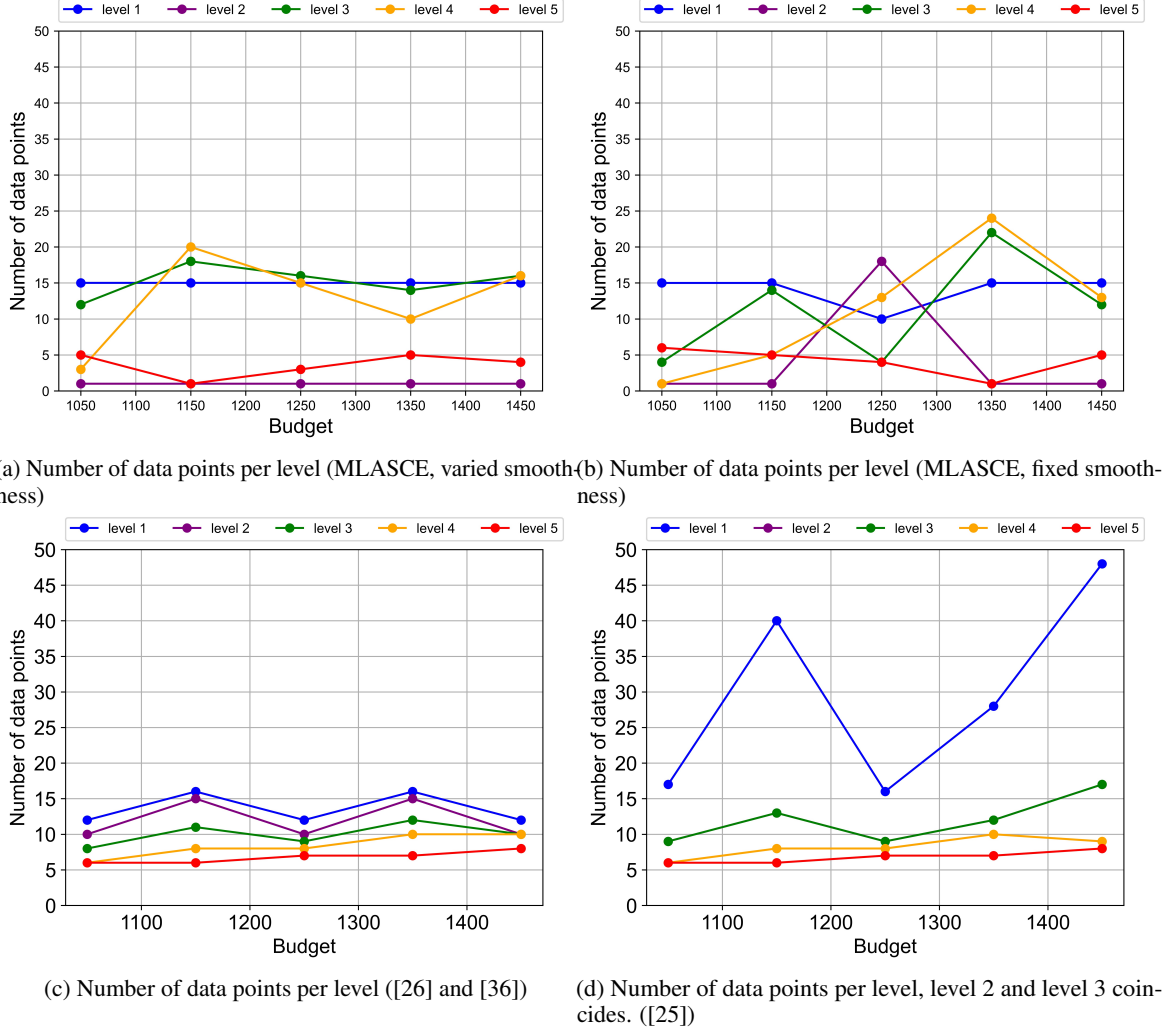 level 1 level 2 level 3 level 4 level 5
50
45
40
35
30
25
20
15
10
5
0
Number of data points
1050 1100 1150 1200 1250 1300 1350 1400 1450
Budget
(a) Number of data points per level (MLASCE, varied smooth-
ness)
level 1 level 2 level 3 level 4 level 5
50
45
40
35
30
25
20
15
10
5
0
Number of data points
1050 1100 1150 1200 1250 1300 1350 1400 1450
Budget
(b) Number of data points per level (MLASCE, fixed smooth-
ness)
level 1 level 2 level 3 level 4 level 5
50
45
40
35
30
25
20
15
10
5
0
Number of data points
1100 1200 1300 1400
Budget
(c) Number of data points per level ([26] and [36])
level 1 level 2 level 3 level 4 level 5
50
45
40
35
30
25
20
15
10
5
0
Number of data points
1100 1200 1300 1400
Budget
(d) Number of data points per level, level 2 and level 3 coin-
cides. ([25])